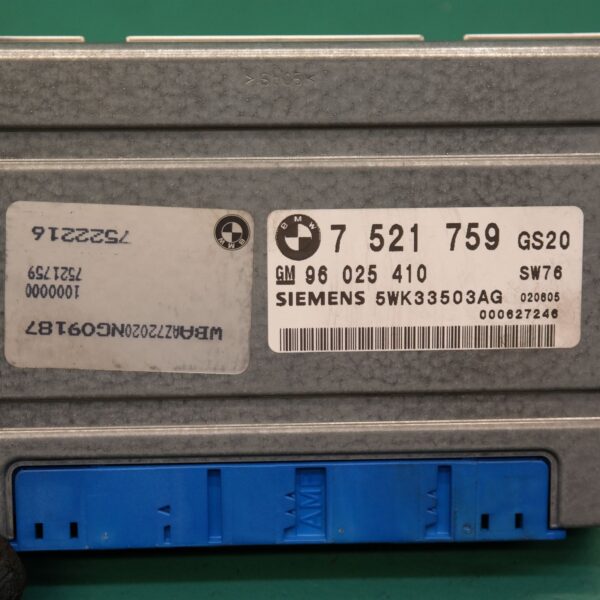 7522216
7521759
1000000
WBAAZ72020NG09187
BMW
BMW
7 521 759 GS20
GM 96 025 410 SW76
SIEMENS 5WK33503AG 020605
000627246
AMP